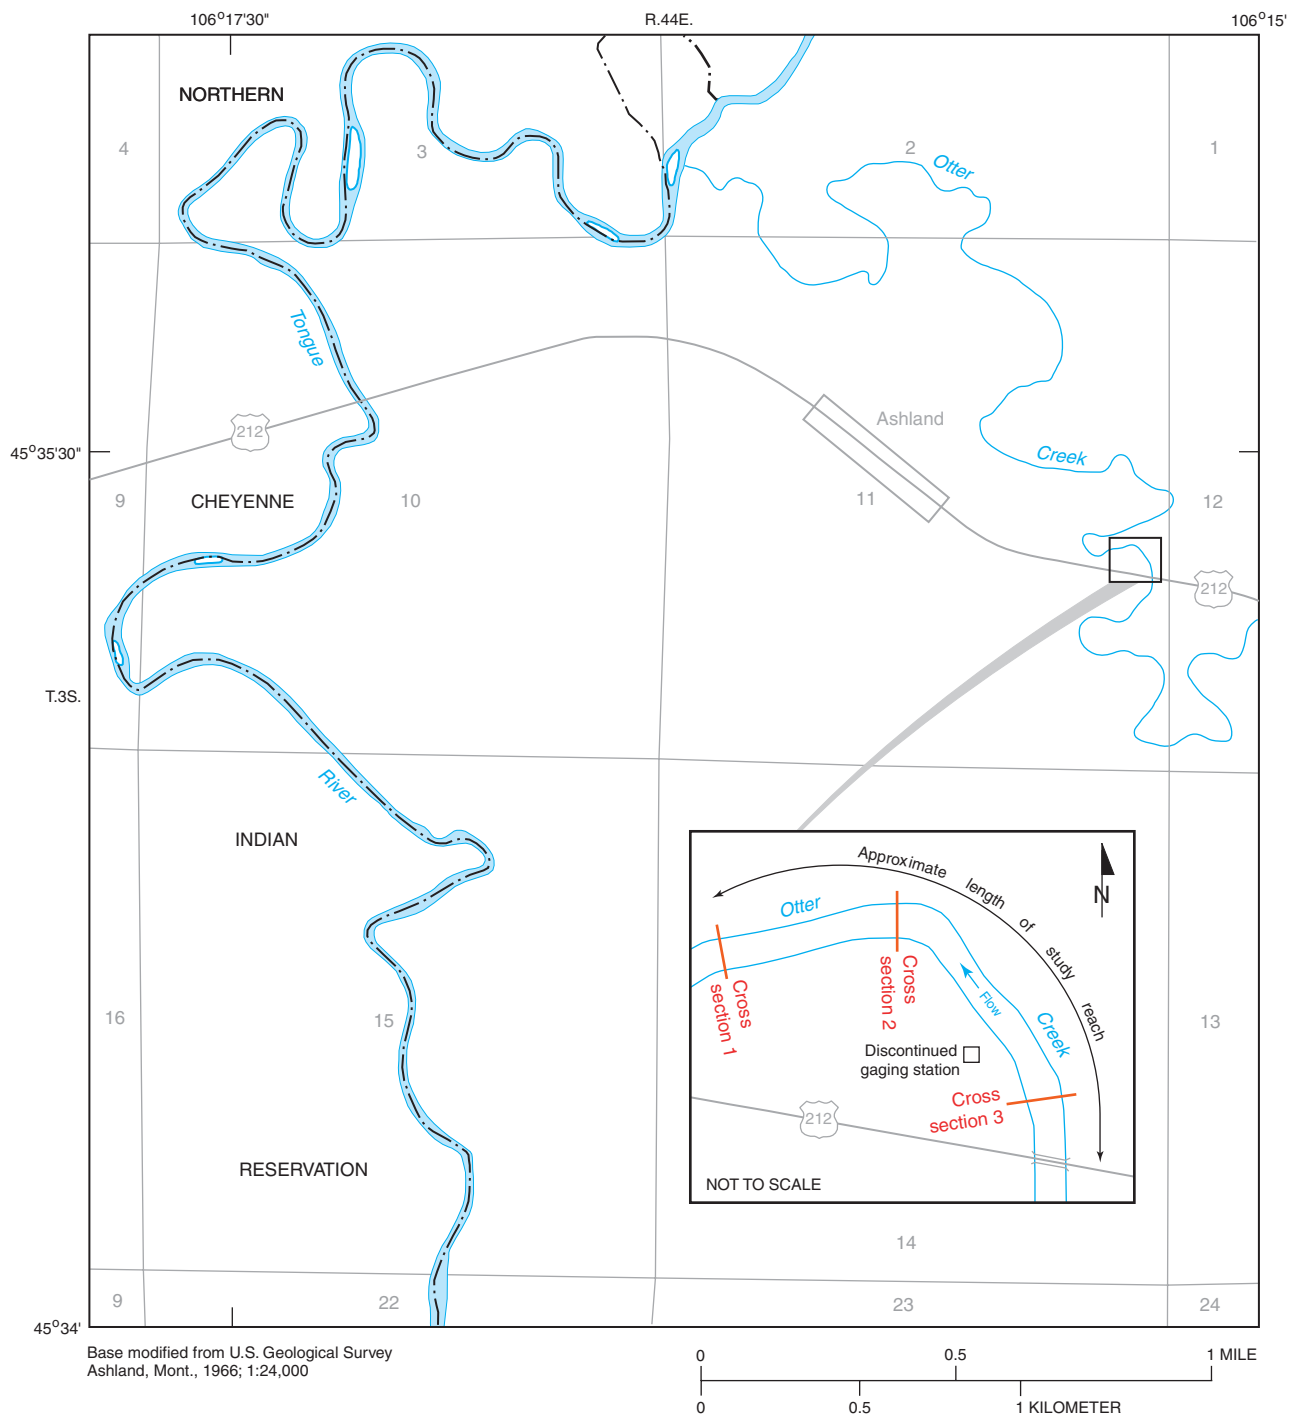 106°17'30"
R.44E.
106°15'
NORTHERN
4
3
2
1
Otter
Tongue
212
Ashland
45°35'30"
Creek
9
CHEYENNE
10
11
12
212
T.3S.
River
INDIAN
Approximate length of study reach
N
Otter
Cross
section 1
Cross
section 2
Flow
Creek
16
15
13
Discontinued
gaging station
Cross
section 3
212
RESERVATION
NOT TO SCALE
14
9
22
23
24
45°34'
Base modified from U.S. Geological Survey
Ashland, Mont., 1966; 1:24,000
0 0.5 1 MILE
0 0.5 1 KILOMETER